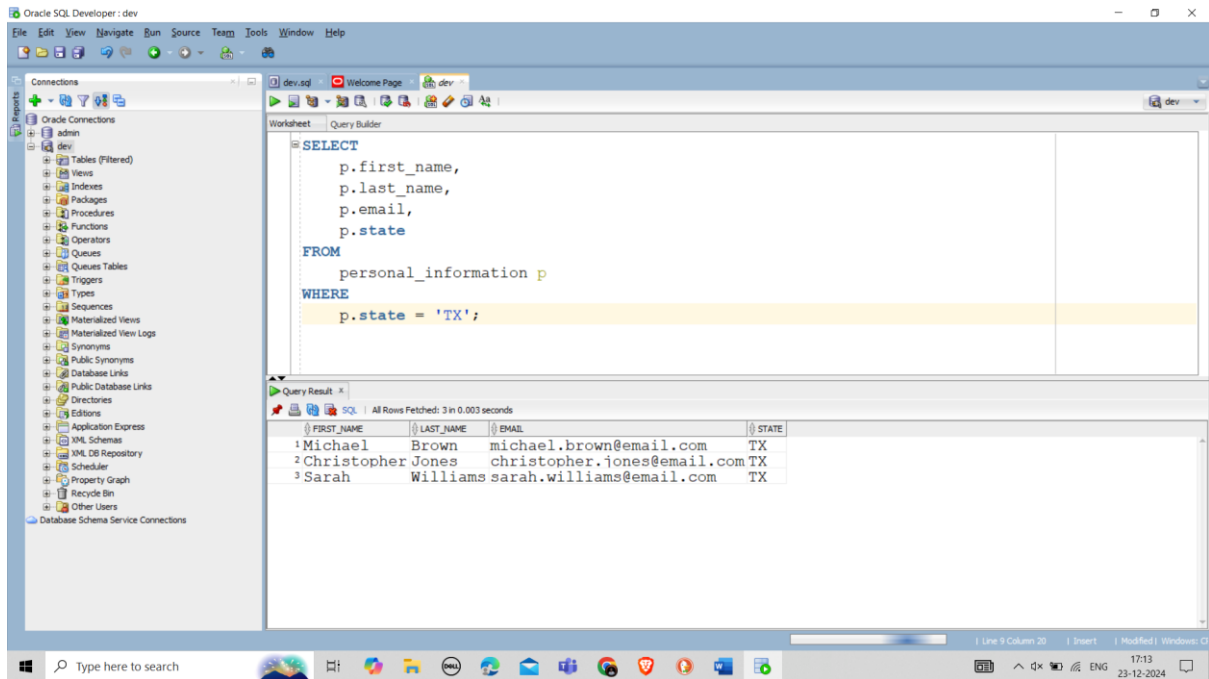 Oracle SQL Developer : dev
File Edit View Navigate Run Source Team Tools Window Help
Connections
dev.sql Welcome Page dev
Reports
dev
Worksheet Query Builder
Oracle Connections
admin
dev
Tables (Filtered)
Views
Indexes
Packages
Procedures
Functions
Operators
Queues
Queues Tables
Triggers
Types
Sequences
Materialized Views
Materialized View Logs
Synonyms
Public Synonyms
Database Links
Public Database Links
Directories
Editions
Application Express
XML Schemas
XML DB Repository
Scheduler
Property Graph
Recycle Bin
Other Users
Database Schema Service Connections
SELECT
p.first_name,
p.last_name,
p.email,
p.state
FROM
personal_information p
WHERE
p.state = 'TX';
Query Result
SQL | All Rows Fetched: 3 in 0.003 seconds
FIRST_NAME LAST_NAME EMAIL STATE
1 Michael Brown michael.brown@email.com TX
2 Christopher Jones christopher.jones@email.com TX
3 Sarah Williams sarah.williams@email.com TX
| Line 9 Column 20 | Insert | Modified | Windows: C
Type here to search
DELL
W
ENG
17:13
23-12-2024